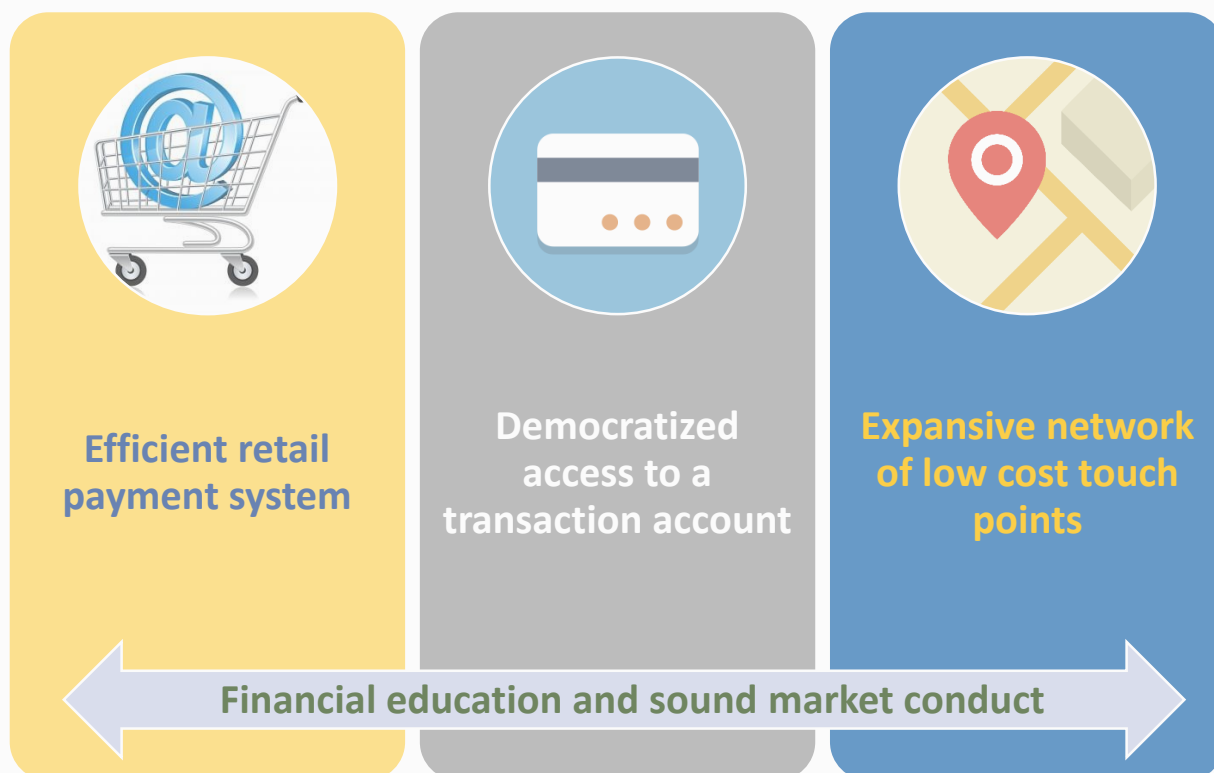 @
Efficient retail
payment system
Democratized
access to a
transaction account
Expansive network
of low cost touch
points
Financial education and sound market conduct